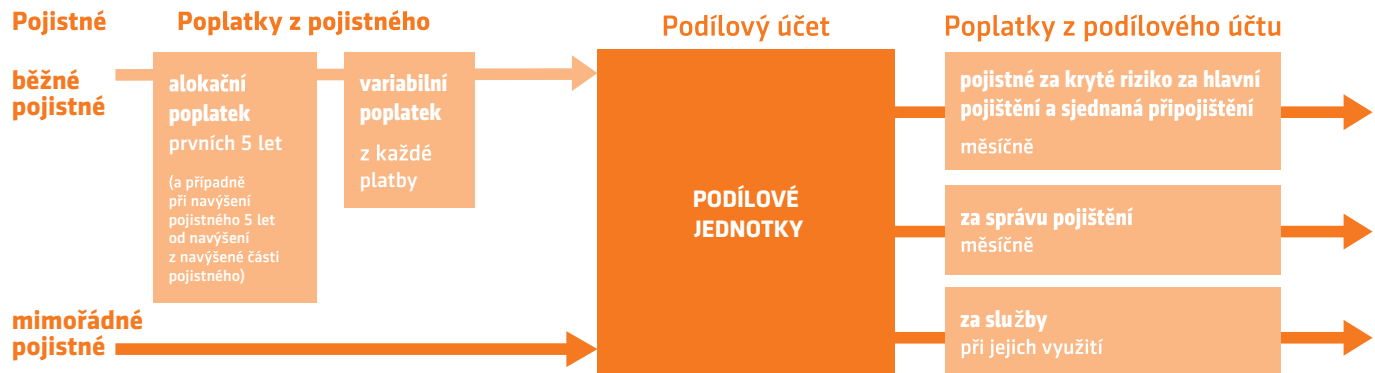 Pojistné
Poplatky z pojistného
Podílový účet
Poplatky z podílového účtu
běžné
pojistné
alokační
poplatek
prvních 5 let
(a případně
při navýšení
pojistného 5 let
od navýšení
z navýšené části
pojistného)
variabilní
poplatek
z každé
platby
mimořádné
pojistné
PODÍLOVÉ
JEDNOTKY
pojistné za kryté riziko za hlavní
pojištění a sjednaná připojištění
měsíčně
za správu pojištění
měsíčně
za služby
při jejich využití